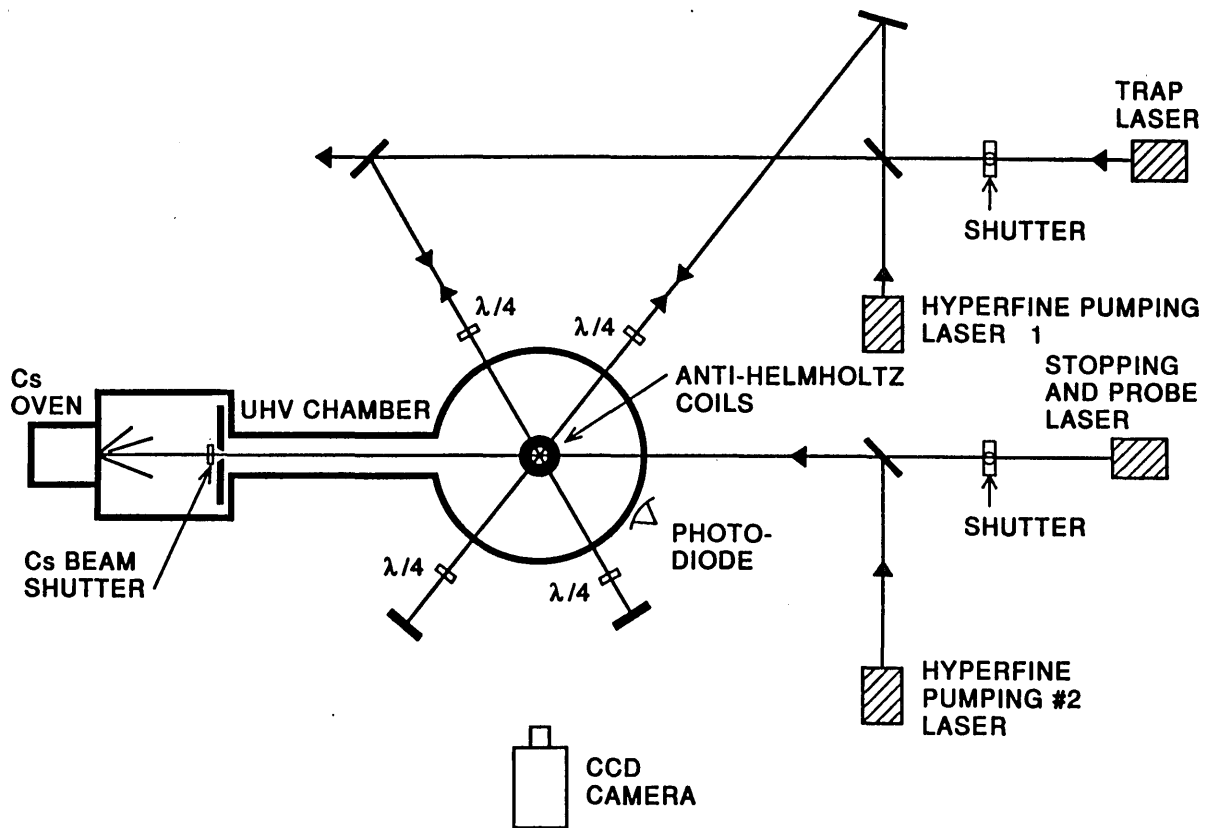 TRAP
LASER
SHUTTER
λ/4
λ/4
HYPERFINE PUMPING
LASER 1
Cs
OVEN
UHV CHAMBER
ANTI-HELMHOLTZ
COILS
STOPPING
AND PROBE
LASER
SHUTTER
PHOTO-
DIODE
Cs BEAM
SHUTTER
λ/4
λ/4
HYPERFINE
PUMPING #2
LASER
CCD
CAMERA